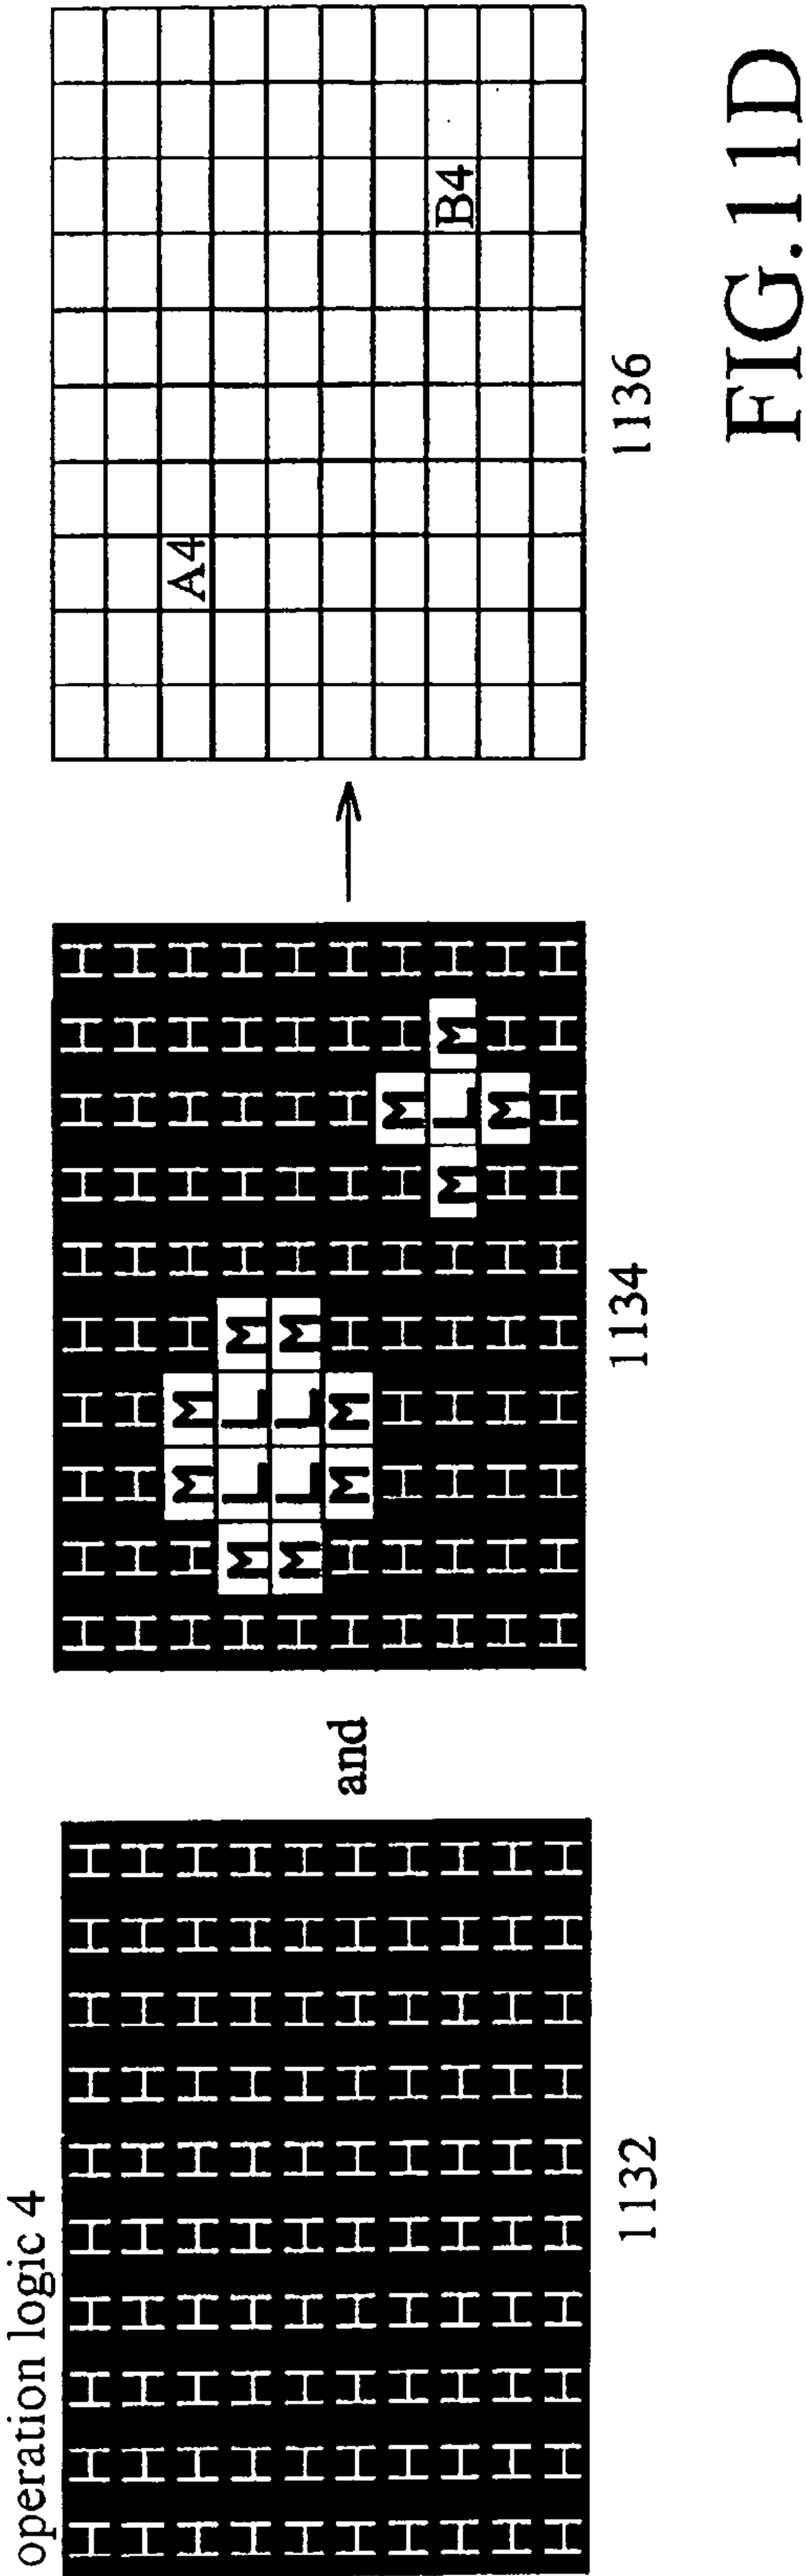 operation logic 4
H H H H H H H H H H
H H H H H H H H H H
H H H H H H H H H H
H H H H H H H H H H
H H H H H H H H H H
H H H H H H H H H H
H H H H H H H H H H
H H H H H H H H H H
H H H H H H H H H H
H H H H H H H H H H
1132
and
H H H H H H H H H H
H H H H H H H H H H
H H M M H H H H H H
H M L L M H H H H H
H M L L M H H H H H
H H M M H H H H H H
H H H H H H H M H H
H H H H H H M L M H
H H H H H H H M H H
H H H H H H H H H H
1134
A4
B4
1136
FIG.11D